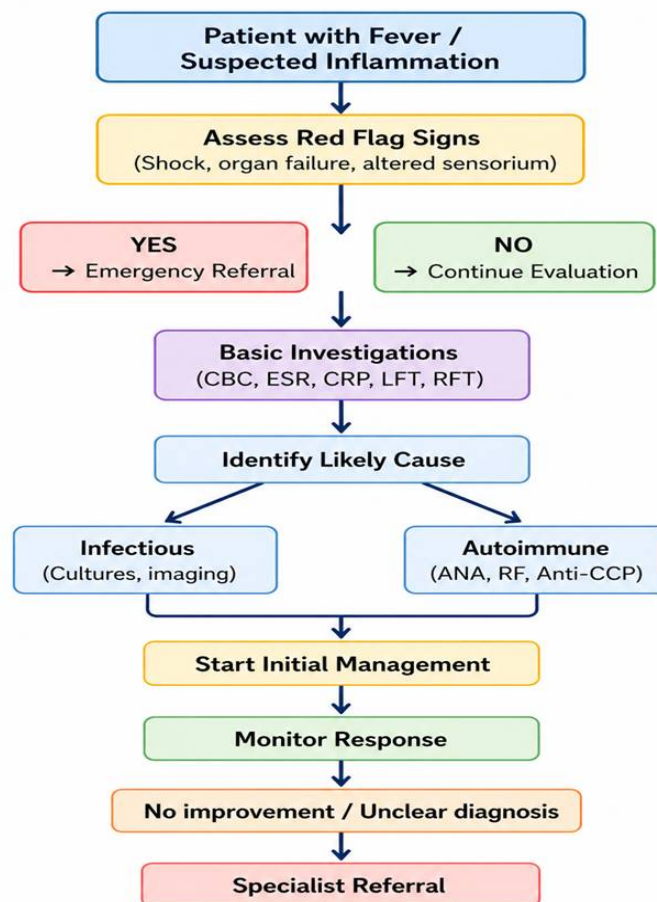 Patient with Fever /
Suspected Inflammation
Assess Red Flag Signs
(Shock, organ failure, altered sensorium)
YES
→ Emergency Referral
NO
→ Continue Evaluation
Basic Investigations
(CBC, ESR, CRP, LFT, RFT)
Identify Likely Cause
Infectious
(Cultures, imaging)
Autoimmune
(ANA, RF, Anti-CCP)
Start Initial Management
Monitor Response
No improvement / Unclear diagnosis
Specialist Referral